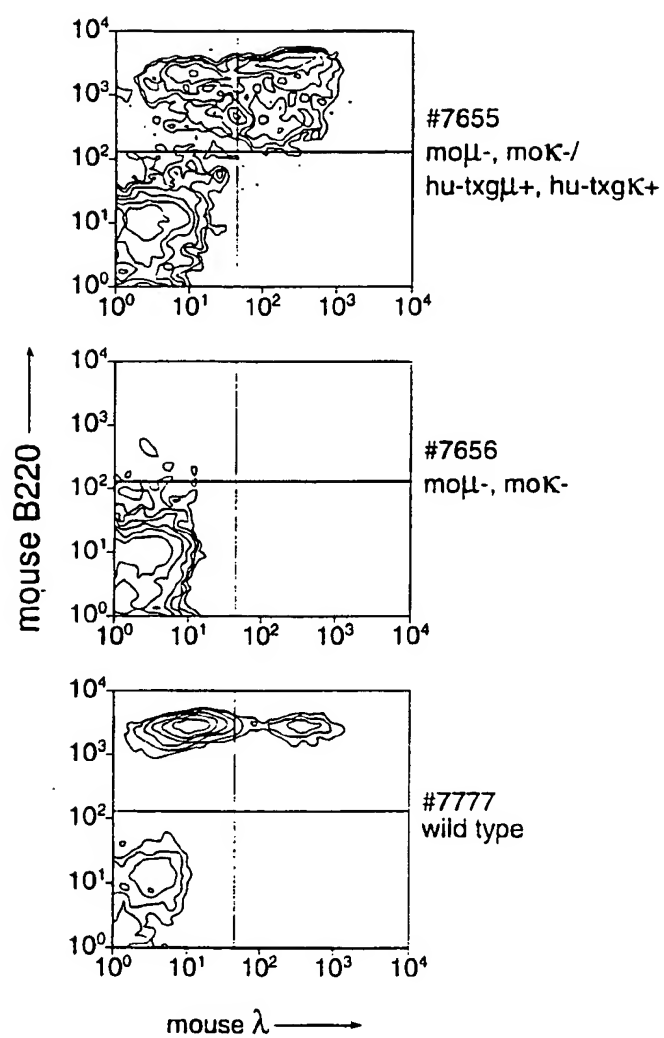 10⁴
10³
10²
10¹
10⁰
10⁰ 10¹ 10² 10³ 10⁴
#7655
moμ-, moκ-/
hu-txgμ+, hu-txgκ+
10⁴
10³
10²
10¹
10⁰
10⁰ 10¹ 10² 10³ 10⁴
#7656
moμ-, moκ-
mouse B220
10⁴
10³
10²
10¹
10⁰
10⁰ 10¹ 10² 10³ 10⁴
#7777
wild type
mouse λ